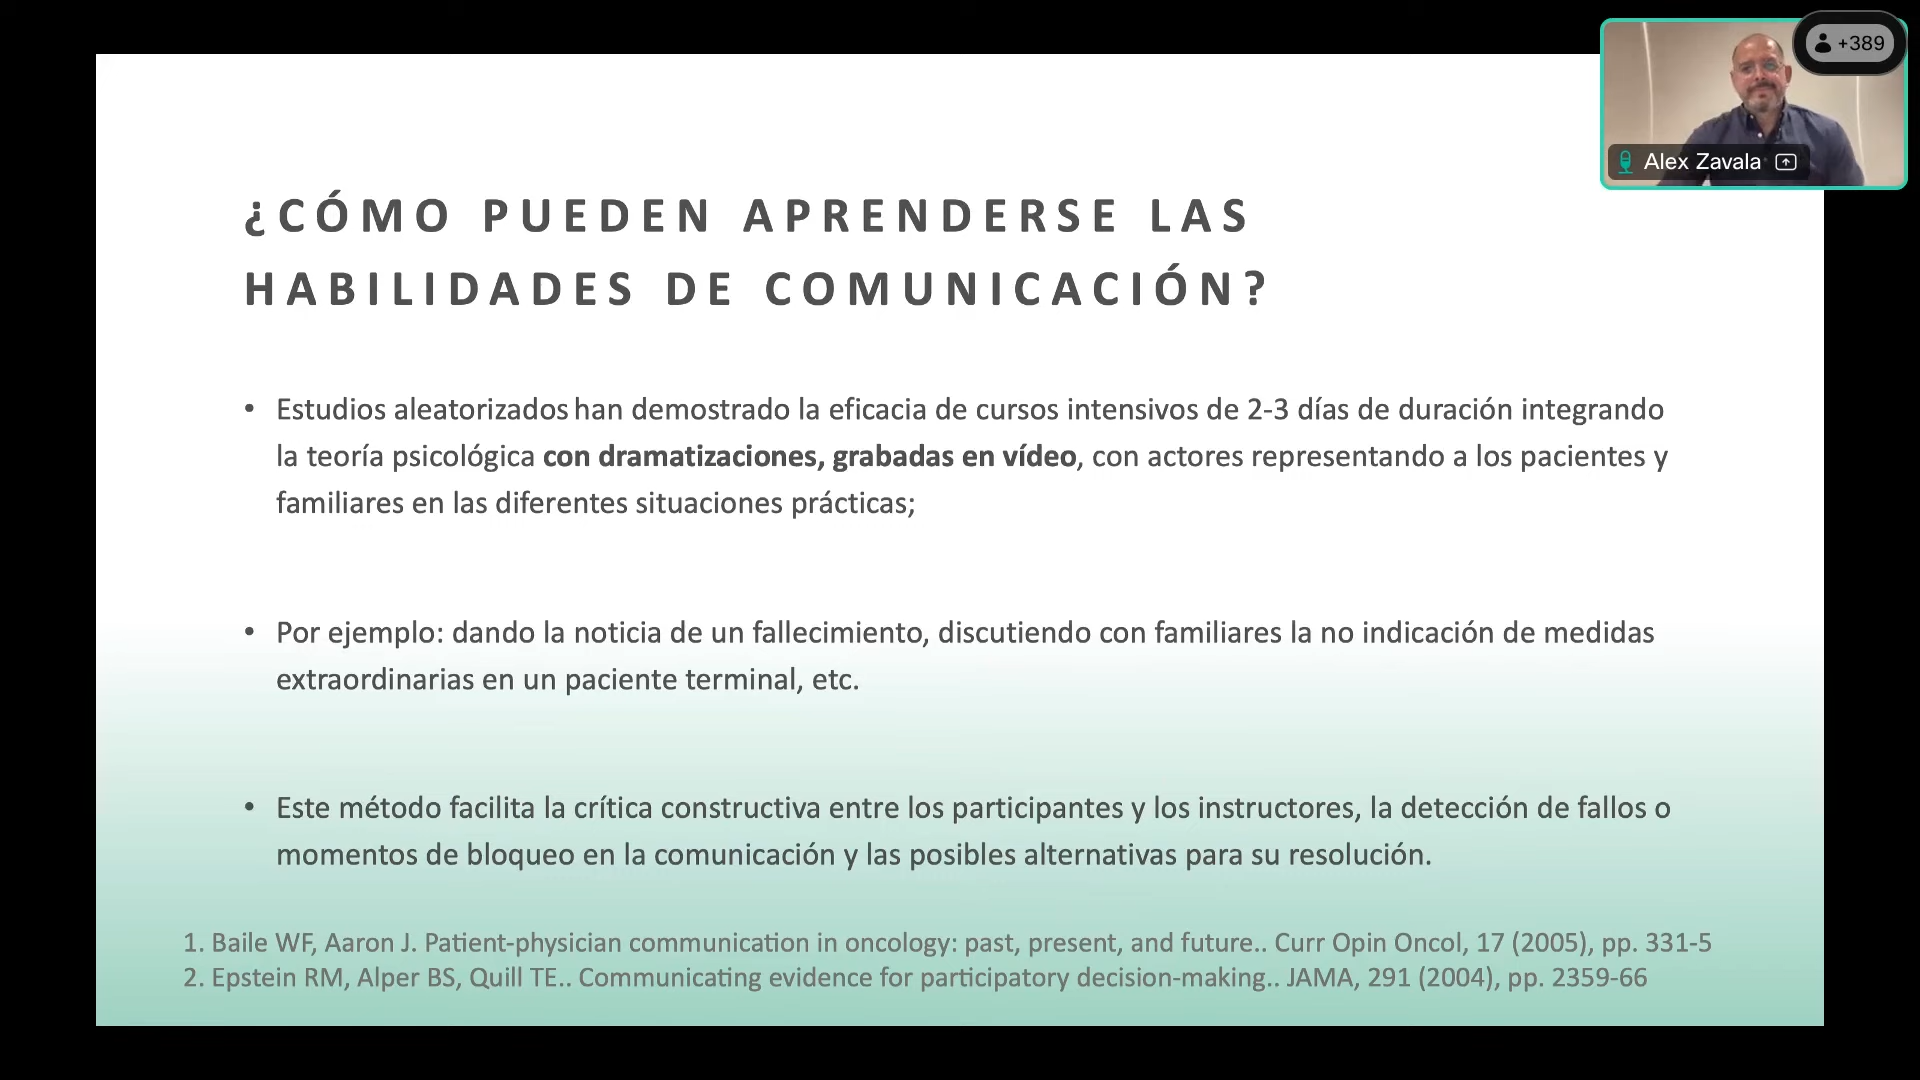 +389
Alex Zavala
¿CÓMO PUEDEN APRENDERSE LAS
HABILIDADES DE COMUNICACIÓN?
• Estudios aleatorizados han demostrado la eficacia de cursos intensivos de 2-3 días de duración integrando
la teoría psicológica con dramatizaciones, grabadas en vídeo, con actores representando a los pacientes y
familiares en las diferentes situaciones prácticas;
• Por ejemplo: dando la noticia de un fallecimiento, discutiendo con familiares la no indicación de medidas
extraordinarias en un paciente terminal, etc.
• Este método facilita la crítica constructiva entre los participantes y los instructores, la detección de fallos o
momentos de bloqueo en la comunicación y las posibles alternativas para su resolución.
1. Baile WF, Aaron J. Patient-physician communication in oncology: past, present, and future.. Curr Opin Oncol, 17 (2005), pp. 331-5
2. Epstein RM, Alper BS, Quill TE.. Communicating evidence for participatory decision-making.. JAMA, 291 (2004), pp. 2359-66